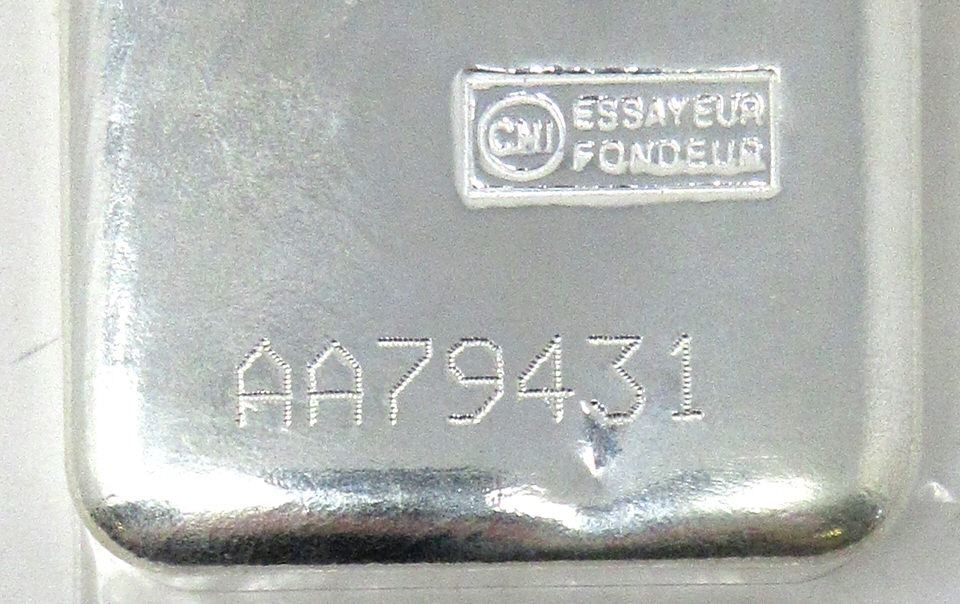 CMI
ESSAYEUR
FONDEUR
AA79431